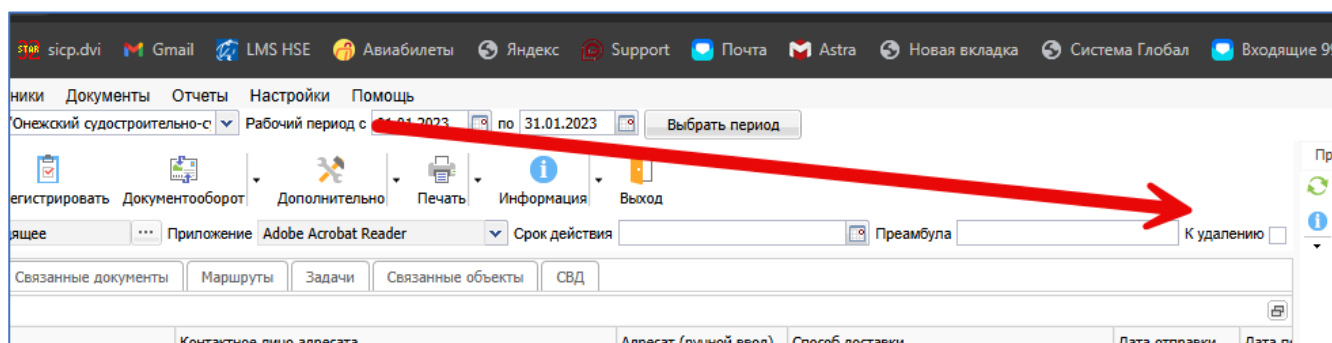 sicp.dvi Gmail LMS HSE Авиабилеты Яндекс Support Почта Astra Новая вкладка Система Глобал Входящие
ники Документы Отчеты Настройки Помощь
"Онежский судостроительно-с Рабочий период с 01.2023 по 31.01.2023 Выбрать период
егистрировать Документооборот Дополнительно Печать Информация Выход
ящее ... Приложение Adobe Acrobat Reader Срок действия Преамбула К удалению
Связанные документы Маршруты Задачи Связанные объекты СВД
Контактное лицо адресата Адресат (ручной ввод) Способ доставки Дата отправки Дата